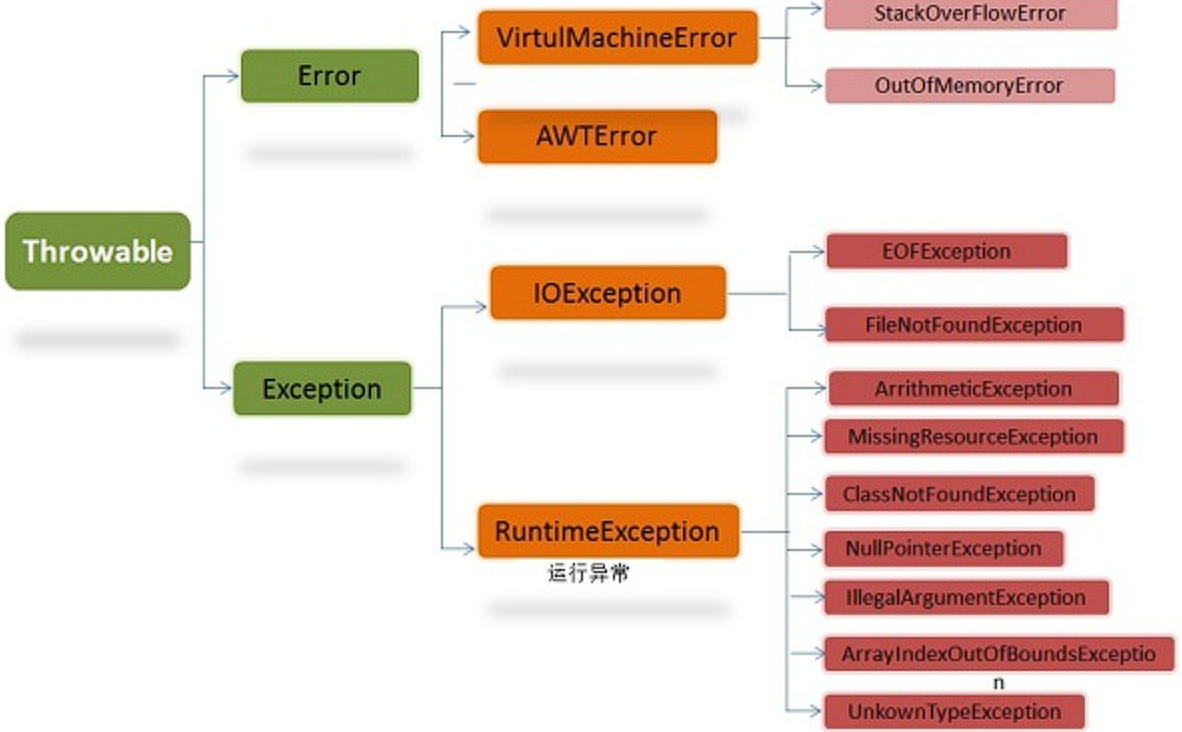 Throwable
Error
VirtulMachineError
StackOverFlowError
OutOfMemoryError
AWTError
Exception
IOException
EOFException
FileNotFoundException
RuntimeException
运行异常
ArrithmeticException
MissingResourceException
ClassNotFoundException
NullPointerException
IllegalArgumentException
ArrayIndexOutOfBoundsExceptio
n
UnkownTypeException